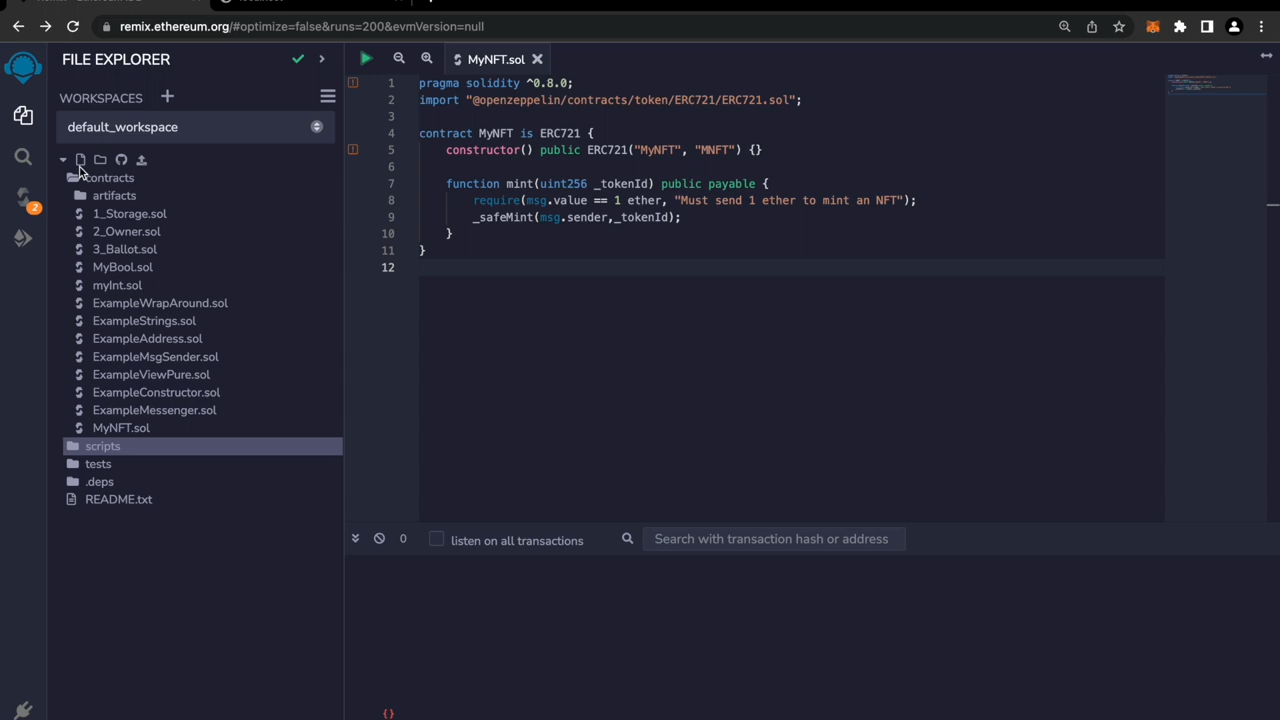 remix.ethereum.org/#optimize=false&runs=200&evmVersion=null
FILE EXPLORER
WORKSPACES
default_workspace
contracts
artifacts
1_Storage.sol
2_Owner.sol
3_Ballot.sol
MyBool.sol
myInt.sol
ExampleWrapAround.sol
ExampleStrings.sol
ExampleAddress.sol
ExampleMsgSender.sol
ExampleViewPure.sol
ExampleConstructor.sol
ExampleMessenger.sol
MyNFT.sol
scripts
tests
.deps
README.txt
2
MyNFT.sol
1 pragma solidity ^0.8.0;
2 import "@openzeppelin/contracts/token/ERC721/ERC721.sol";
3
4 contract MyNFT is ERC721 {
5 constructor() public ERC721("MyNFT", "MNFT") {}
6
7 function mint(uint256 _tokenId) public payable {
8 require(msg.value == 1 ether, "Must send 1 ether to mint an NFT");
9 _safeMint(msg.sender,_tokenId);
10 }
11 }
12
0 listen on all transactions Search with transaction hash or address
{}